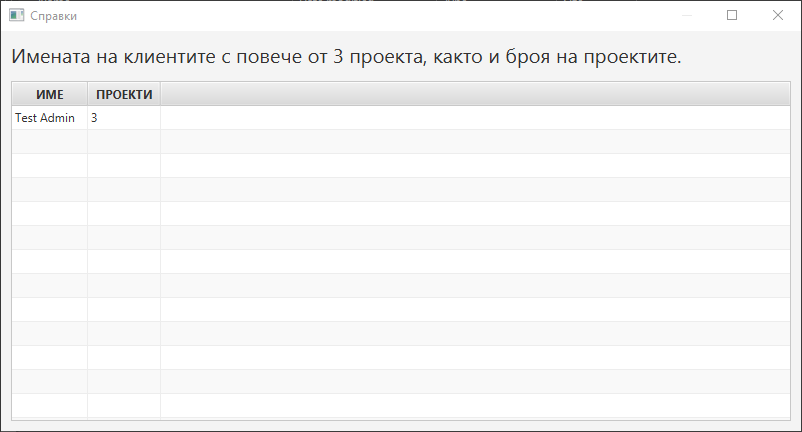 Справки
Имената на клиентите с повече от 3 проекта, както и броя на проектите.
ИМЕ ПРОЕКТИ
Test Admin 3